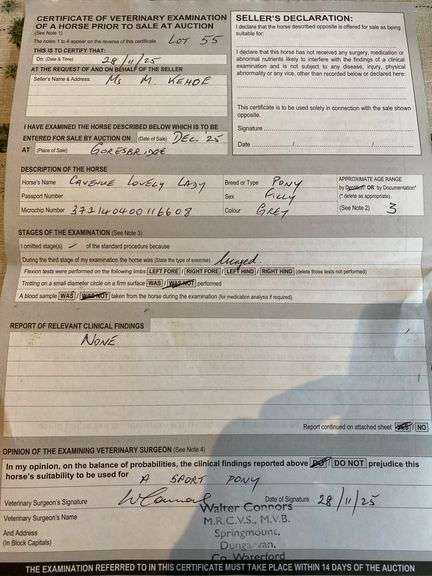 CERTIFICATE OF VETERINARY EXAMINATION
OF A HORSE PRIOR TO SALE AT AUCTION
(See Note 1)
The notes 1 to 4 appear on the reverse of this certificate. LOT 55
THIS IS TO CERTIFY THAT:
On: (Date & Time) 28/11/25
AT THE REQUEST OF AND ON BEHALF OF THE SELLER
Seller's Name & Address: Ms M KEHOE
I HAVE EXAMINED THE HORSE DESCRIBED BELOW WHICH IS TO BE
ENTERED FOR SALE BY AUCTION ON (Date of Sale) DEC. 25
AT (Place of Sale) GORESBRIDGE
SELLER'S DECLARATION:
I declare that the horse described opposite is offered for sale as being
suitable for:
I declare that this horse has not received any surgery, medication or
abnormal nutrients likely to interfere with the findings of a clinical
examination and is not subject to any disease, injury, physical
abnormality or any vice, other than recorded below or declared here:
This certificate is to be used solely in connection with the sale shown
opposite.
Signature
Date / /
DESCRIPTION OF THE HORSE
Horse's Name LOVELY LADY Breed or Type PONY
Passport Number Sex FILLY
Microchip Number 372140400116608 Colour GREY
APPROXIMATE AGE RANGE
by Dentition* OR by Documentation*
(* delete as appropriate)
(See Note 2) 3
STAGES OF THE EXAMINATION (See Note 3)
I omitted stage(s) of the standard procedure because
During the third stage of my examination the horse was (State the type of exercise) lunged
Flexion tests were performed on the following limbs LEFT FORE RIGHT FORE LEFT HIND RIGHT HIND (delete those tests not performed)
Trotting on a small diameter circle on a firm surface WAS / WAS NOT performed
A blood sample WAS / WAS NOT taken from the horse during the examination (for medication analysis if required)
REPORT OF RELEVANT CLINICAL FINDINGS
NONE
Report continued on attached sheet YES / NO
OPINION OF THE EXAMINING VETERINARY SURGEON (See Note 4)
In my opinion, on the balance of probabilities, the clinical findings reported above DO / DO NOT prejudice this
horse's suitability to be used for A SPORT PONY
Veterinary Surgeon's Signature W Connors Date of Signature 28/11/25
Veterinary Surgeon's Name
And Address
(In Block Capitals)
Walter Connors
M.R.C.V.S., M.V.B.
Springmount,
Dungarvan,
Co. Waterford
THE EXAMINATION REFERRED TO IN THIS CERTIFICATE MUST TAKE PLACE WITHIN 14 DAYS OF THE AUCTION